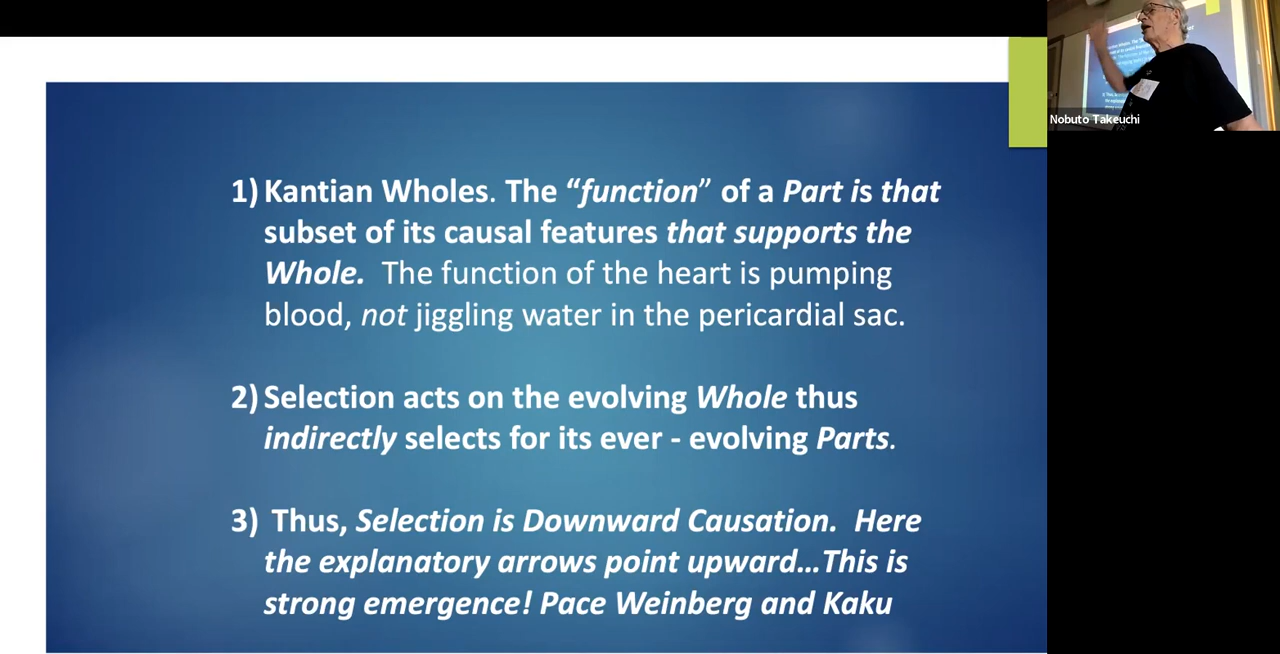 1) Kantian Wholes. The “function” of a Part is that
subset of its causal features that supports the
Whole. The function of the heart is pumping
blood, not jiggling water in the pericardial sac.
2) Selection acts on the evolving Whole thus
indirectly selects for its ever - evolving Parts.
3) Thus, Selection is Downward Causation. Here
the explanatory arrows point upward...This is
strong emergence! Pace Weinberg and Kaku
Nobuto Takeuchi